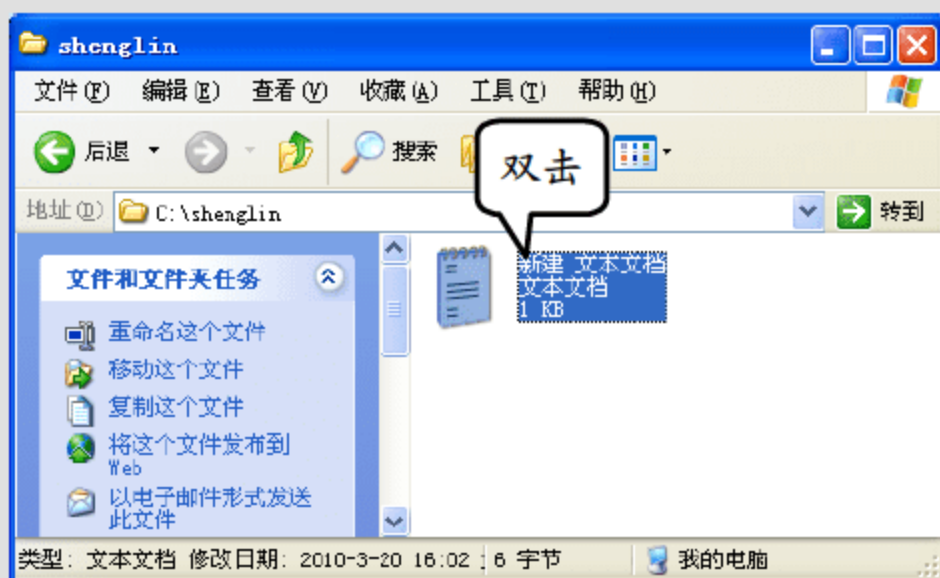 shenglin
文件(F) 编辑(E) 查看(V) 收藏(A) 工具(T) 帮助(H)
后退 搜索
双击
地址(D) C:\shenglin 转到
文件和文件夹任务
重命名这个文件
移动这个文件
复制这个文件
将这个文件发布到
Web
以电子邮件形式发送
此文件
新建 文本文档
文本文档
1 KB
类型: 文本文档 修改日期: 2010-3-20 16:02 6 字节 我的电脑